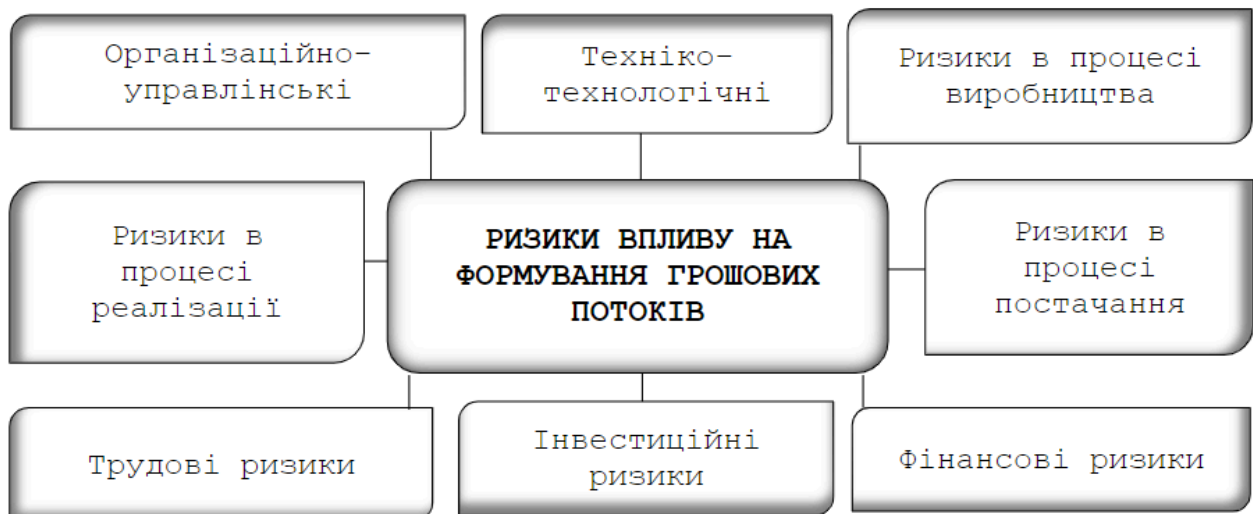 Організаційно-
управлінські
Техніко-
технологічні
Ризики в процесі
виробництва
Ризики в
процесі
реалізації
РИЗИКИ ВПЛИВУ НА
ФОРМУВАННЯ ГРОШОВИХ
ПОТОКІВ
Ризики в
процесі
постачання
Трудові ризики
Інвестиційні
ризики
Фінансові ризики